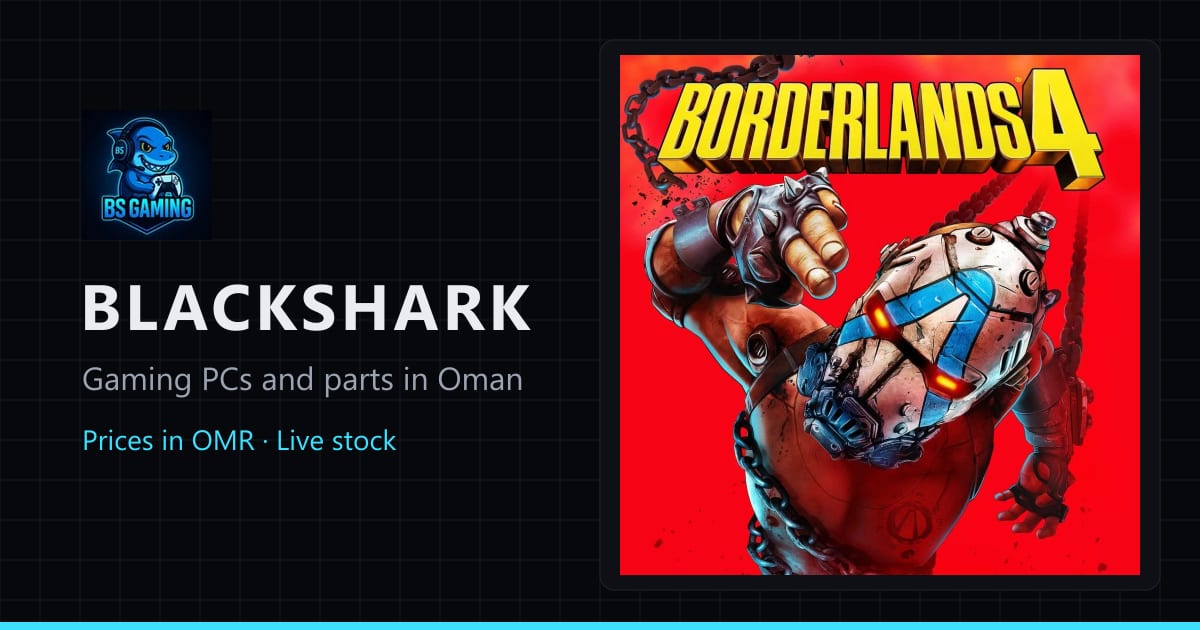 BS
BS GAMING
BLACKSHARK
Gaming PCs and parts in Oman
Prices in OMR · Live stock
BORDERLANDS 4